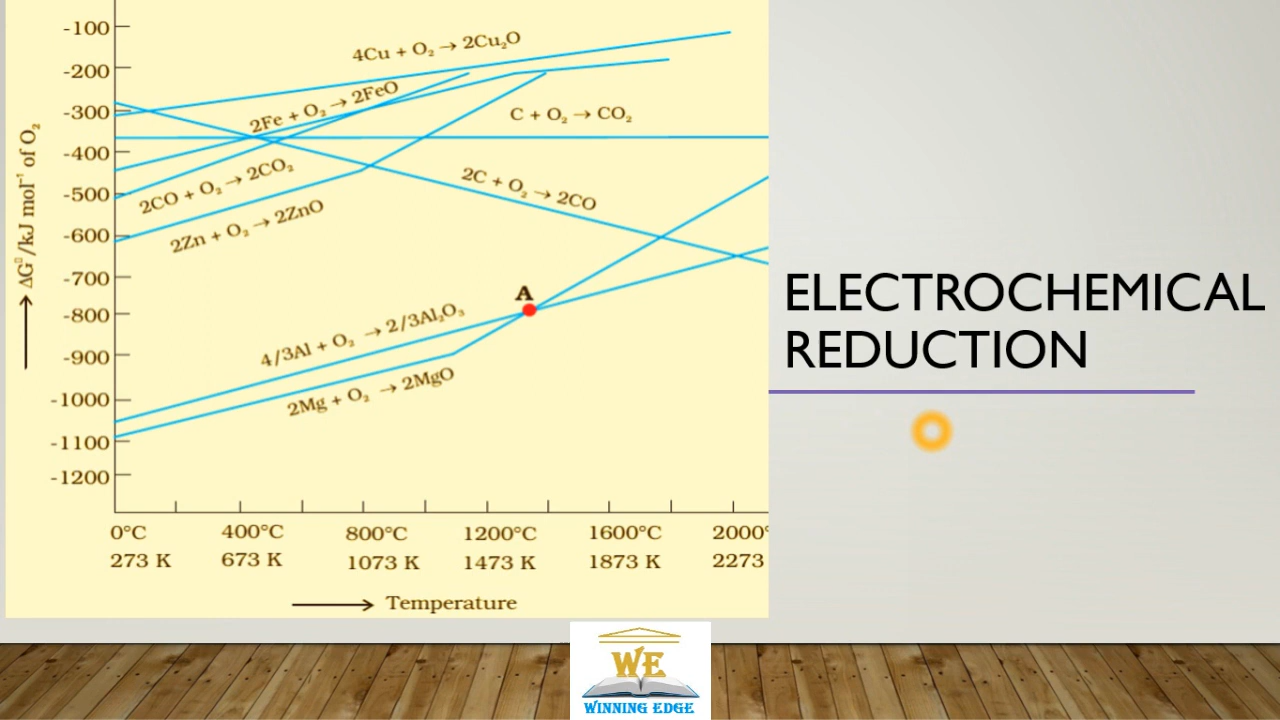 -100
-200
-300
-400
-500
-600
-700
-800
-900
-1000
-1100
-1200
ΔG⁰/kJ mol⁻¹ of O₂
4Cu + O₂ → 2Cu₂O
2Fe + O₂ → 2FeO
C + O₂ → CO₂
2CO + O₂ → 2CO₂
2C + O₂ → 2CO
2Zn + O₂ → 2ZnO
A
4/3Al + O₂ → 2/3Al₂O₃
2Mg + O₂ → 2MgO
0°C 400°C 800°C 1200°C 1600°C 2000°
273 K 673 K 1073 K 1473 K 1873 K 2273
Temperature
ELECTROCHEMICAL
REDUCTION
WE
WINNING EDGE